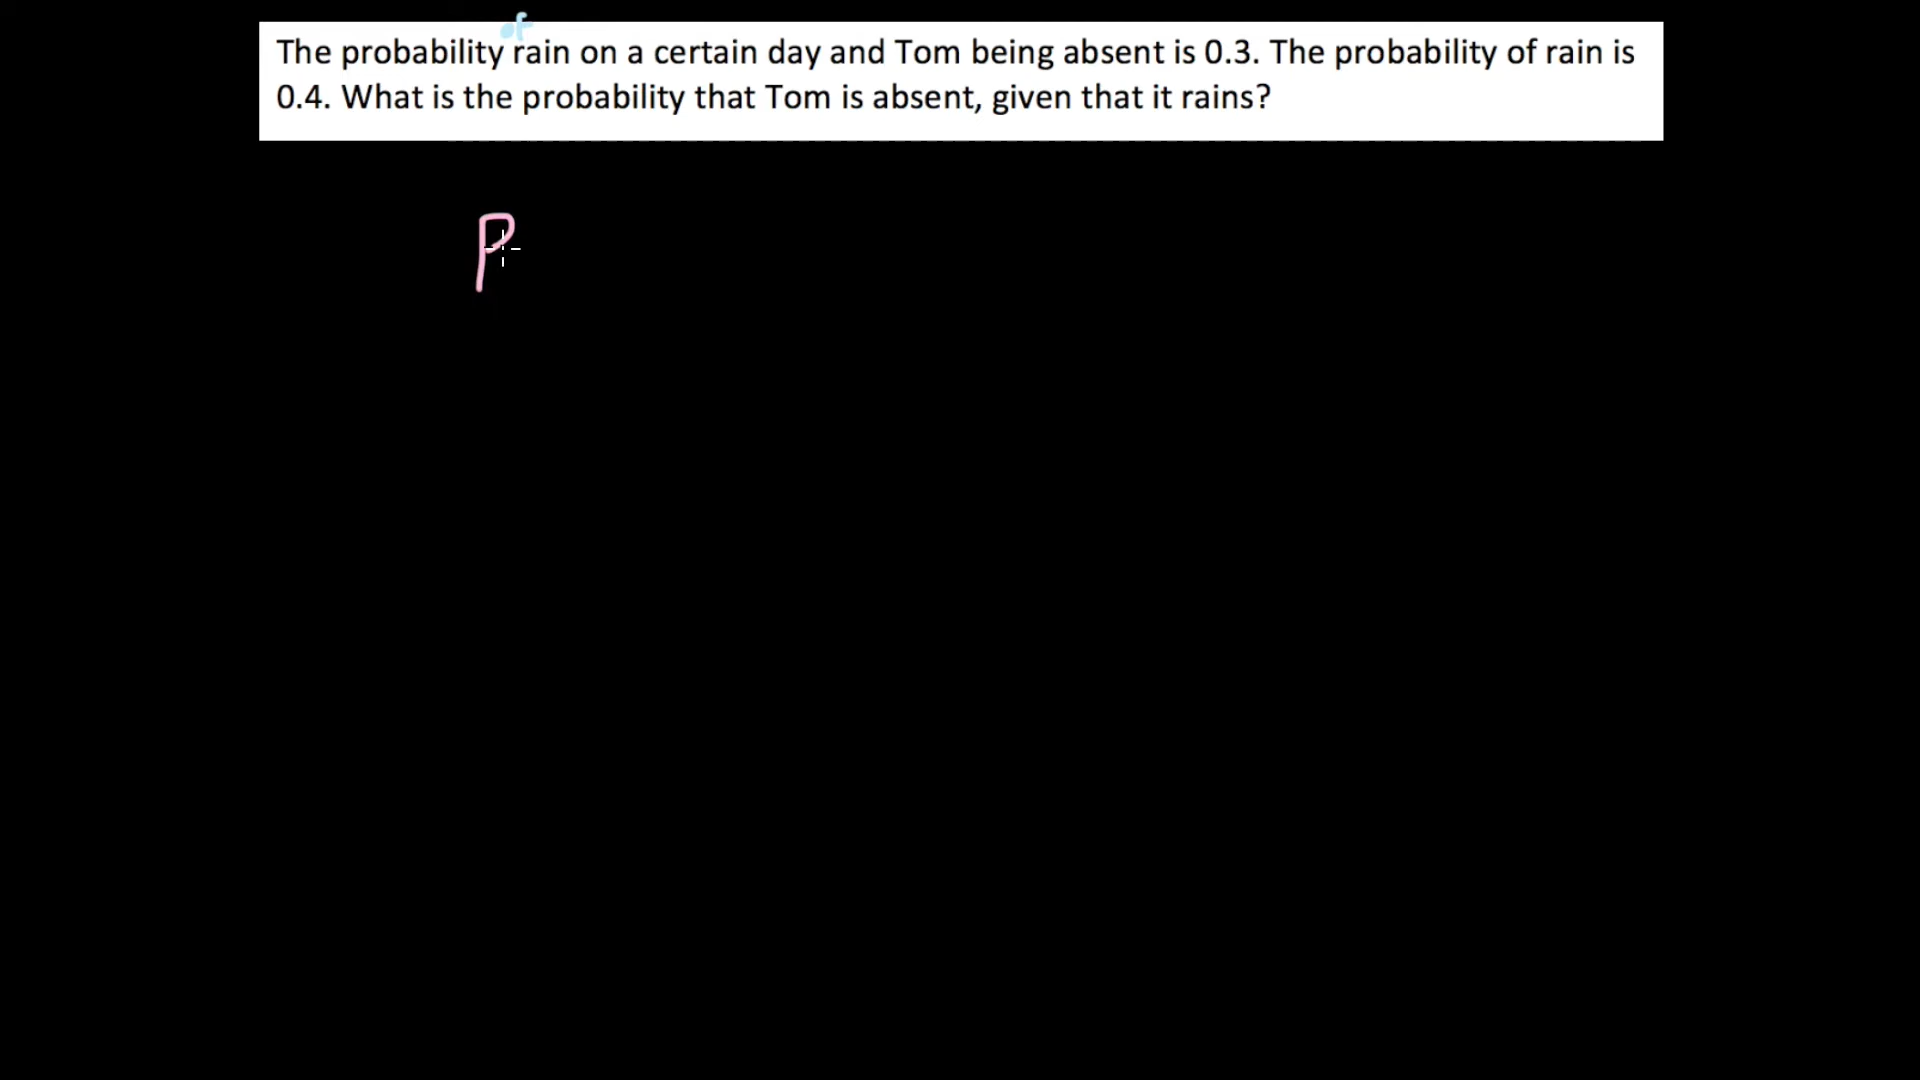 of
The probability rain on a certain day and Tom being absent is 0.3. The probability of rain is
0.4. What is the probability that Tom is absent, given that it rains?
P